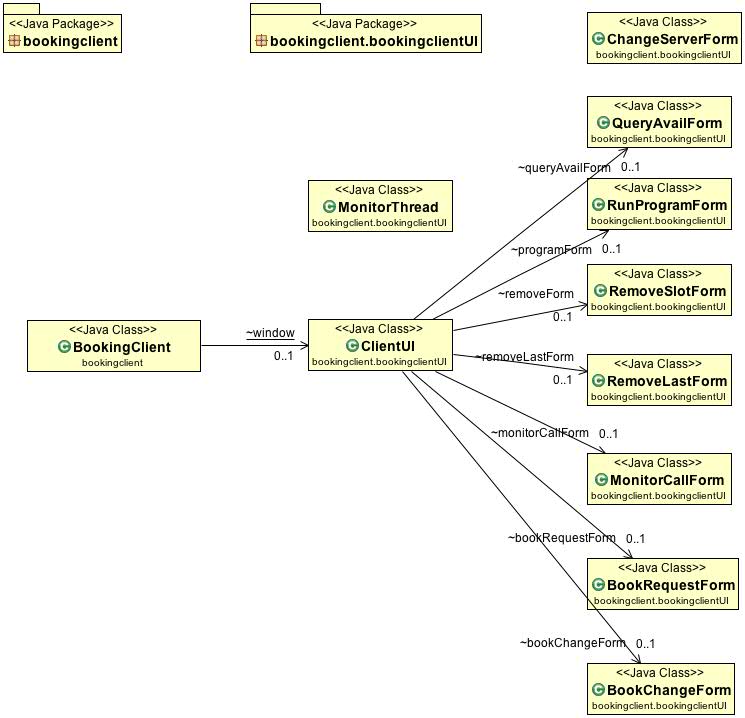 <<Java Package>>
bookingclient
<<Java Package>>
bookingclient.bookingclientUI
<<Java Class>>
ChangeServerForm
bookingclient.bookingclientUI
<<Java Class>>
QueryAvailForm
bookingclient.bookingclientUI
~queryAvailForm
0..1
<<Java Class>>
MonitorThread
bookingclient.bookingclientUI
<<Java Class>>
RunProgramForm
bookingclient.bookingclientUI
~programForm
0..1
<<Java Class>>
RemoveSlotForm
bookingclient.bookingclientUI
~removeForm
0..1
<<Java Class>>
BookingClient
bookingclient
~window
0..1
<<Java Class>>
ClientUI
bookingclient.bookingclientUI
~removeLastForm
0..1
<<Java Class>>
RemoveLastForm
bookingclient.bookingclientUI
~monitorCallForm
0..1
<<Java Class>>
MonitorCallForm
bookingclient.bookingclientUI
~bookRequestForm
0..1
<<Java Class>>
BookRequestForm
bookingclient.bookingclientUI
~bookChangeForm
0..1
<<Java Class>>
BookChangeForm
bookingclient.bookingclientUI